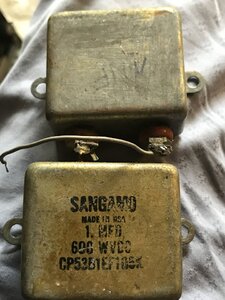 SANGAMO
MADE IN USA
1. MFD
600 WVDC
CP53B1EF105K